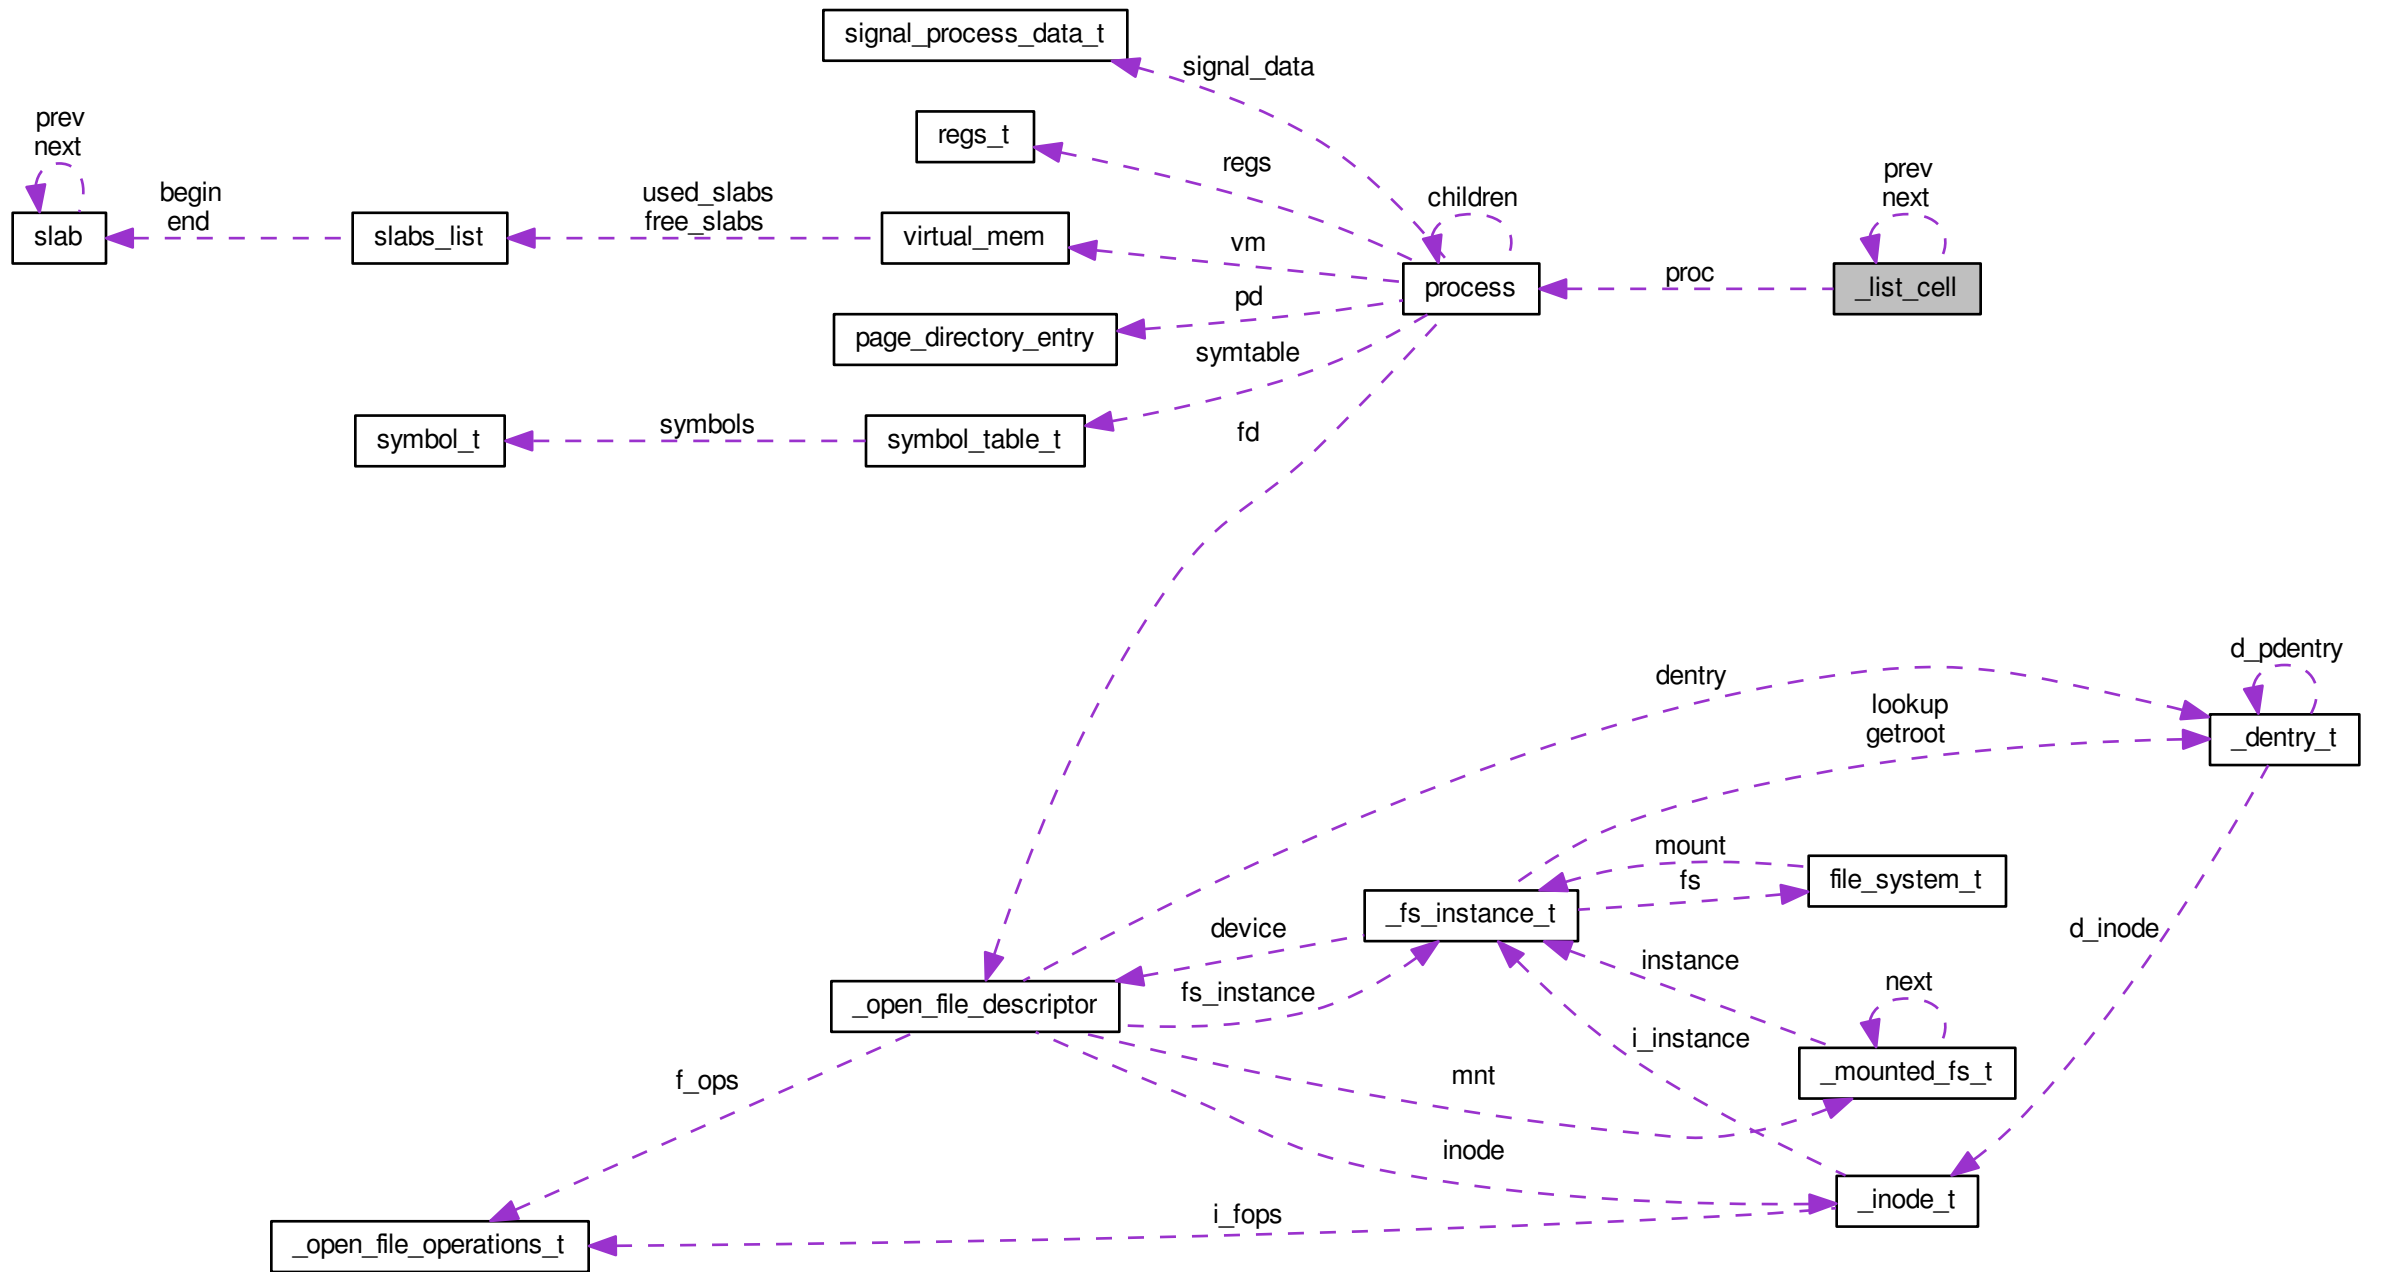 signal_process_data_t
signal_data
prev
next
regs_t
regs
prev
next
begin
end
used_slabs
free_slabs
children
slab
slabs_list
virtual_mem
vm
proc
process
_list_cell
pd
page_directory_entry
symtable
symbol_t
symbols
symbol_table_t
fd
d_pdentry
dentry
lookup
getroot
_dentry_t
mount
fs
file_system_t
_fs_instance_t
device
d_inode
instance
next
fs_instance
_open_file_descriptor
i_instance
_mounted_fs_t
mnt
f_ops
inode
_inode_t
i_fops
_open_file_operations_t